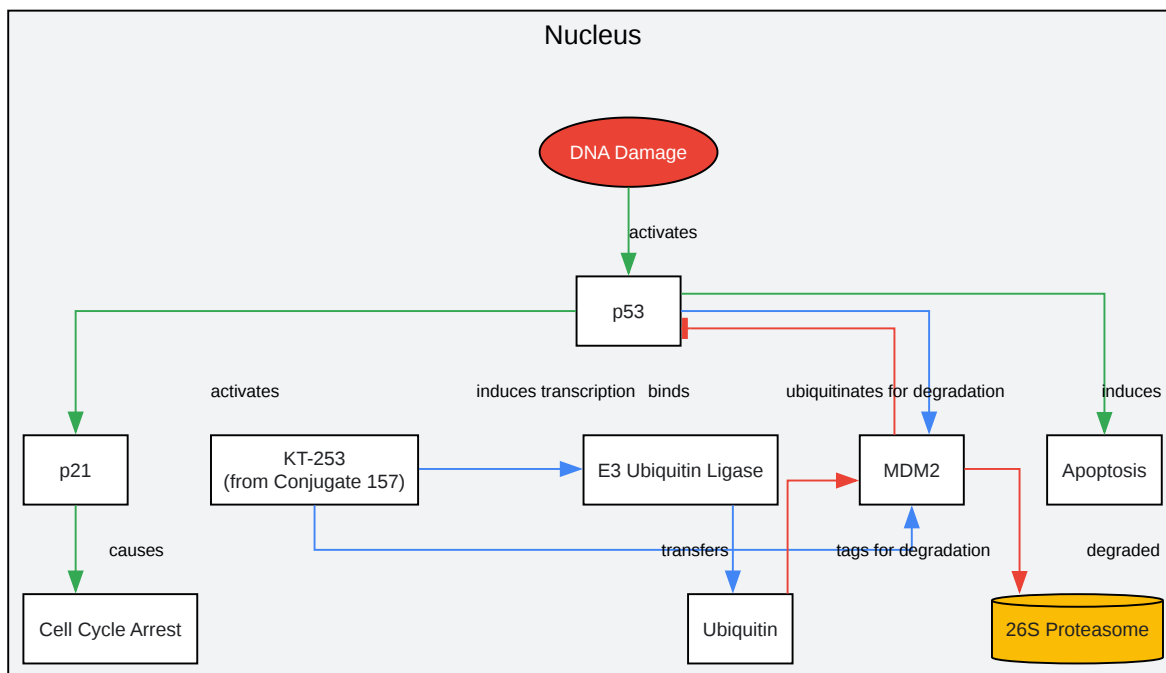 Nucleus
DNA Damage
activates
p53
activates
induces transcription
binds
ubiquitinates for degradation
induces
p21
KT-253
(from Conjugate 157)
E3 Ubiquitin Ligase
MDM2
Apoptosis
causes
transfers
tags for degradation
degraded
Cell Cycle Arrest
Ubiquitin
26S Proteasome